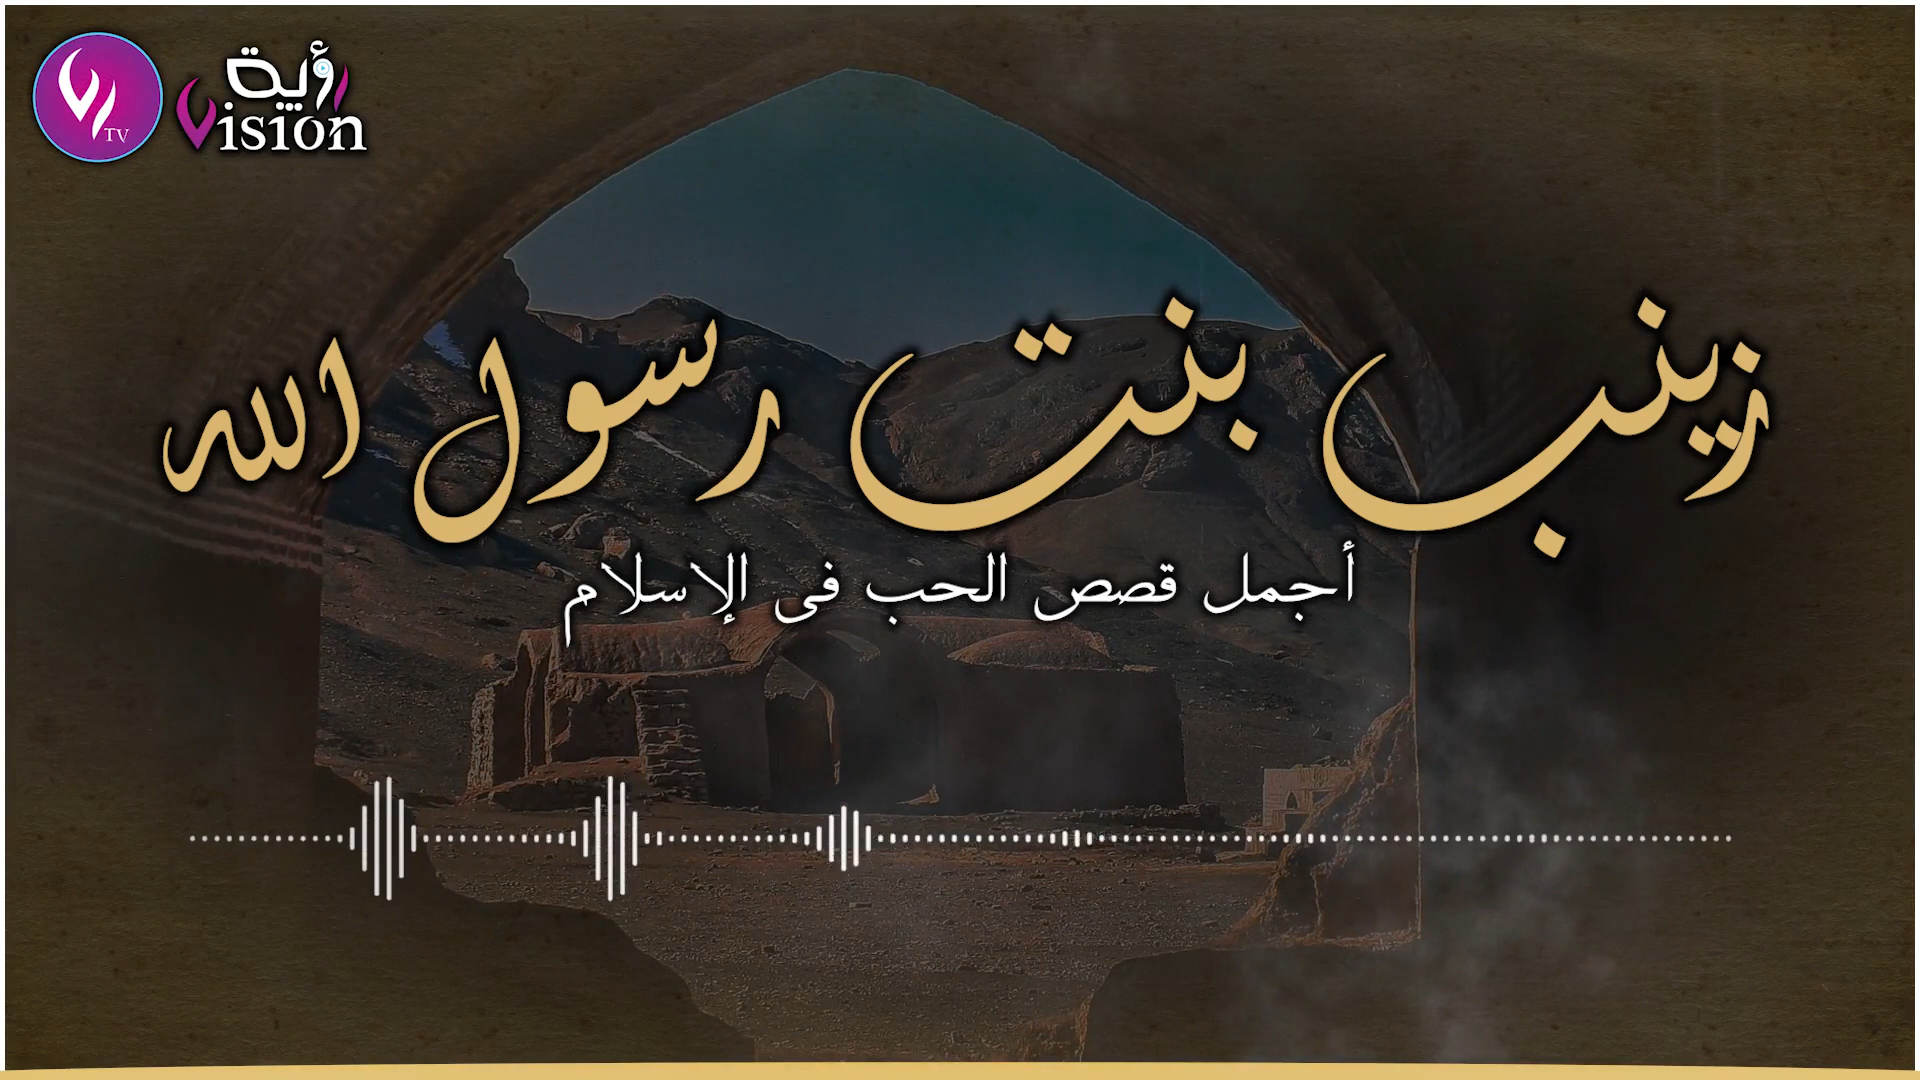 TV
رؤية
Vision
زينب بنت رسول الله
أجمل قصص الحب فى الإسلام